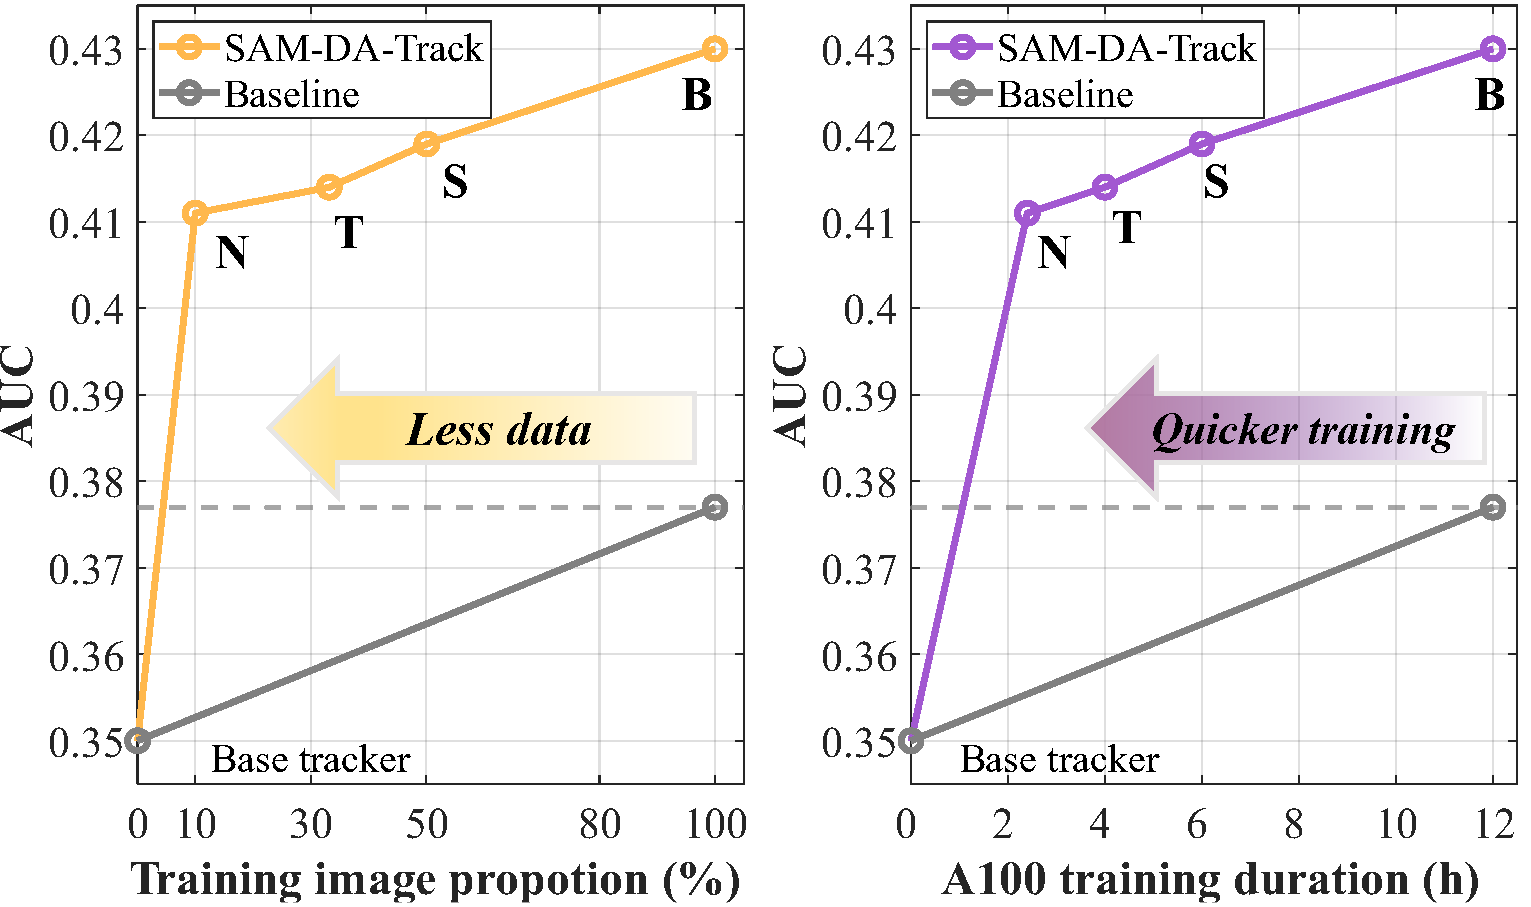 SAM-DA-Track
Baseline
AUC
0.43
0.42
0.41
0.4
0.39
0.38
0.37
0.36
0.35
B
S
T
N
Less data
Base tracker
0 10 30 50 80 100
Training image propotion (%)
SAM-DA-Track
Baseline
AUC
0.43
0.42
0.41
0.4
0.39
0.38
0.37
0.36
0.35
B
S
T
N
Quicker training
Base tracker
0 2 4 6 8 10 12
A100 training duration (h)